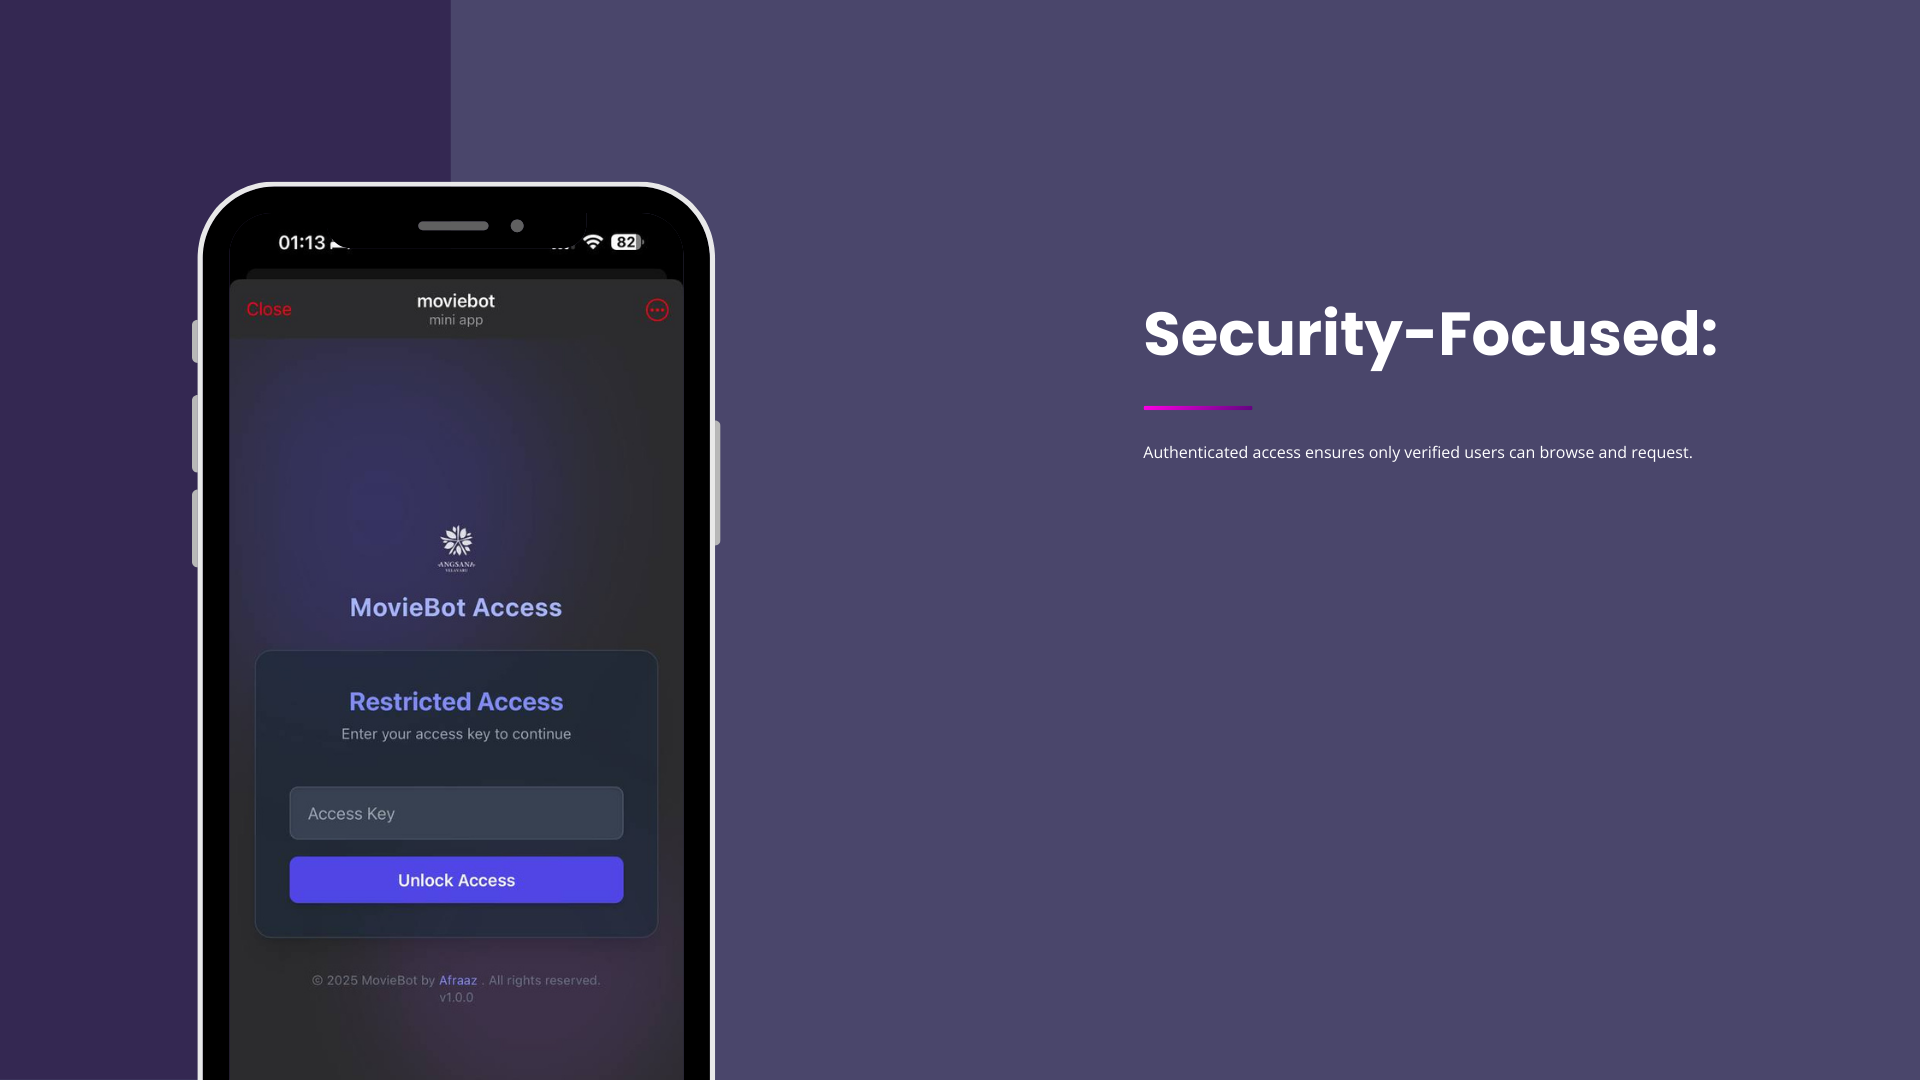 01:13
82
Close
moviebot
mini app
Security-Focused:
Authenticated access ensures only verified users can browse and request.
ANGSANA
VELAVARU
MovieBot Access
Restricted Access
Enter your access key to continue
Access Key
Unlock Access
© 2025 MovieBot by Afraaz . All rights reserved.
v1.0.0